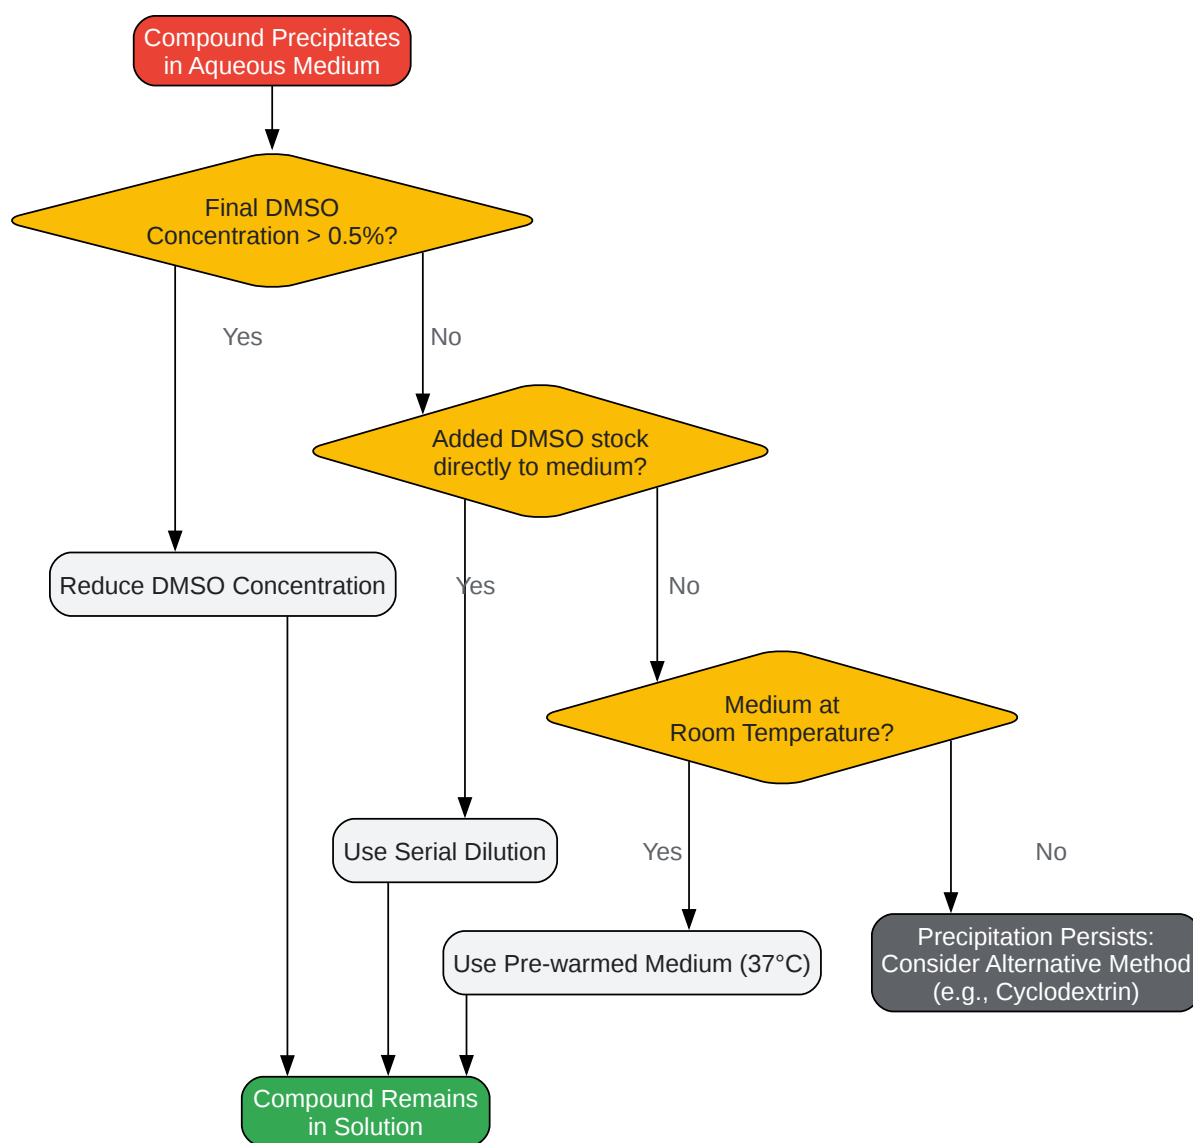 Compound Precipitates
in Aqueous Medium
Final DMSO
Concentration > 0.5%?
Yes
No
Added DMSO stock
directly to medium?
Reduce DMSO Concentration
Yes
No
Medium at
Room Temperature?
Use Serial Dilution
Yes
No
Use Pre-warmed Medium (37°C)
Precipitation Persists:
Consider Alternative Method
(e.g., Cyclodextrin)
Compound Remains
in Solution